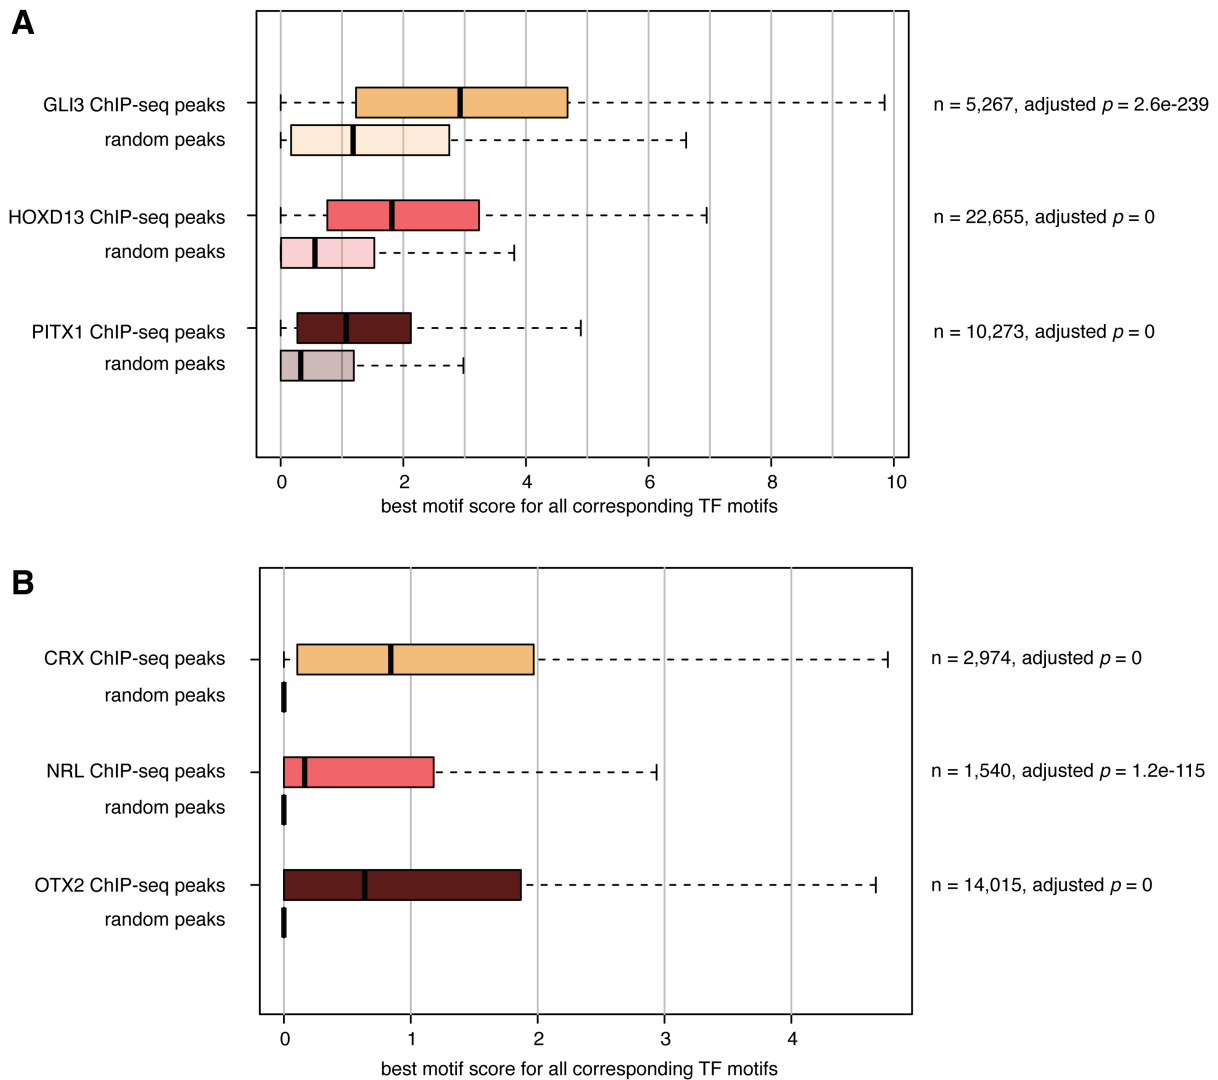 A
GLI3 ChIP-seq peaks
n = 5,267, adjusted p = 2.6e-239
random peaks
HOXD13 ChIP-seq peaks
n = 22,655, adjusted p = 0
random peaks
PITX1 ChIP-seq peaks
n = 10,273, adjusted p = 0
random peaks
0 2 4 6 8 10
best motif score for all corresponding TF motifs
B
CRX ChIP-seq peaks
n = 2,974, adjusted p = 0
random peaks
NRL ChIP-seq peaks
n = 1,540, adjusted p = 1.2e-115
random peaks
OTX2 ChIP-seq peaks
n = 14,015, adjusted p = 0
random peaks
0 1 2 3 4
best motif score for all corresponding TF motifs